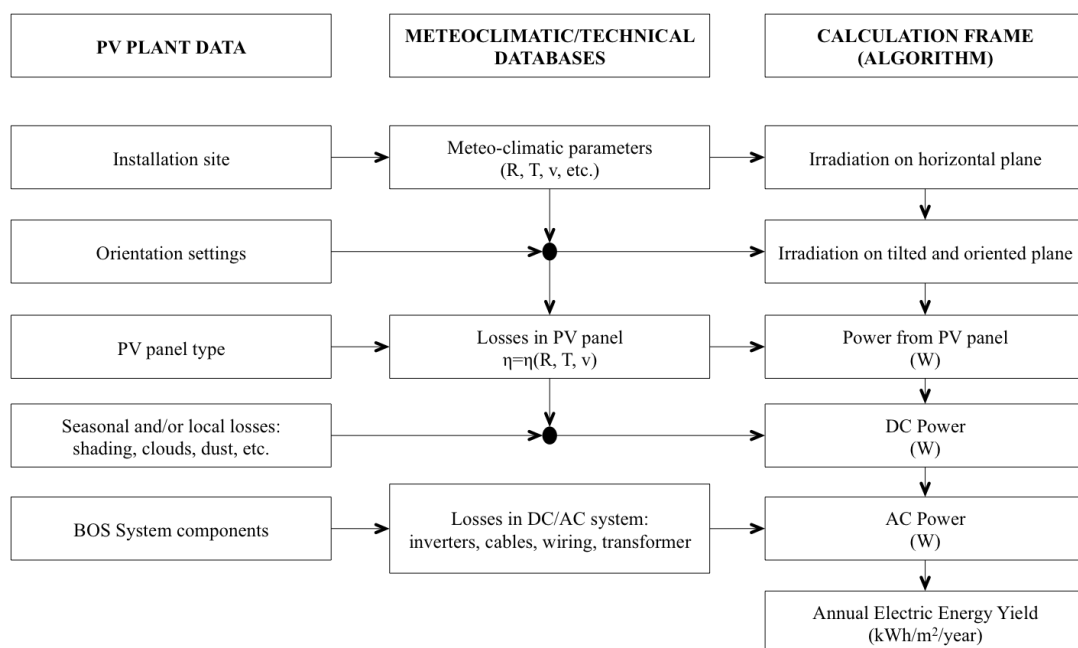 PV PLANT DATA
METEOCLIMATIC/TECHNICAL
DATABASES
CALCULATION FRAME
(ALGORITHM)
Installation site
Meteo-climatic parameters
(R, T, v, etc.)
Irradiation on horizontal plane
Orientation settings
Irradiation on tilted and oriented plane
PV panel type
Losses in PV panel
η=η(R, T, v)
Power from PV panel
(W)
Seasonal and/or local losses:
shading, clouds, dust, etc.
DC Power
(W)
BOS System components
Losses in DC/AC system:
inverters, cables, wiring, transformer
AC Power
(W)
Annual Electric Energy Yield
(kWh/m²/year)